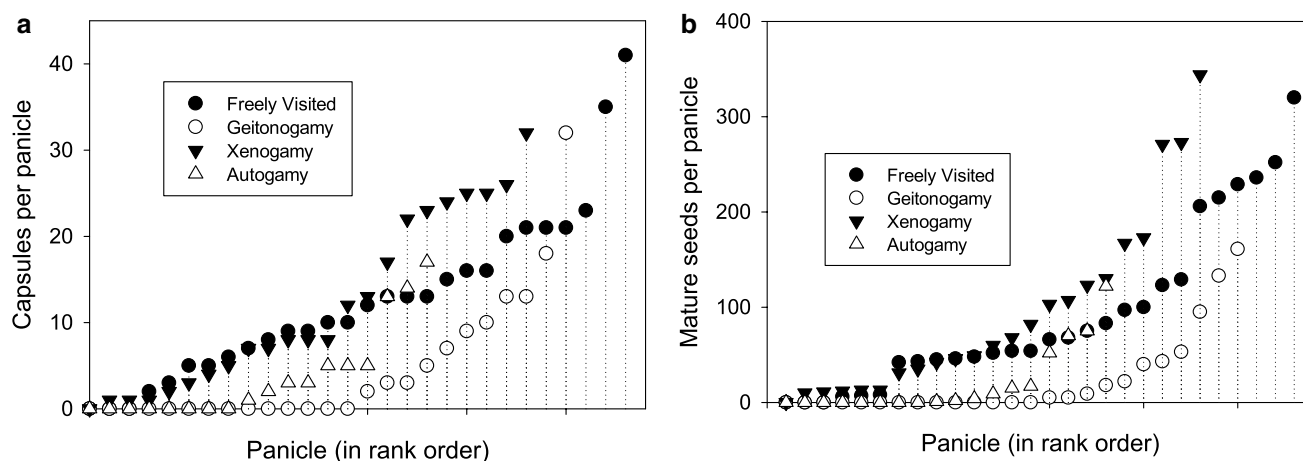 a
Capsules per panicle
40
30
20
10
0
Freely Visited
Geitonogamy
Xenogamy
Autogamy
Panicle (in rank order)
b
Mature seeds per panicle
400
300
200
100
0
Freely Visited
Geitonogamy
Xenogamy
Autogamy
Panicle (in rank order)